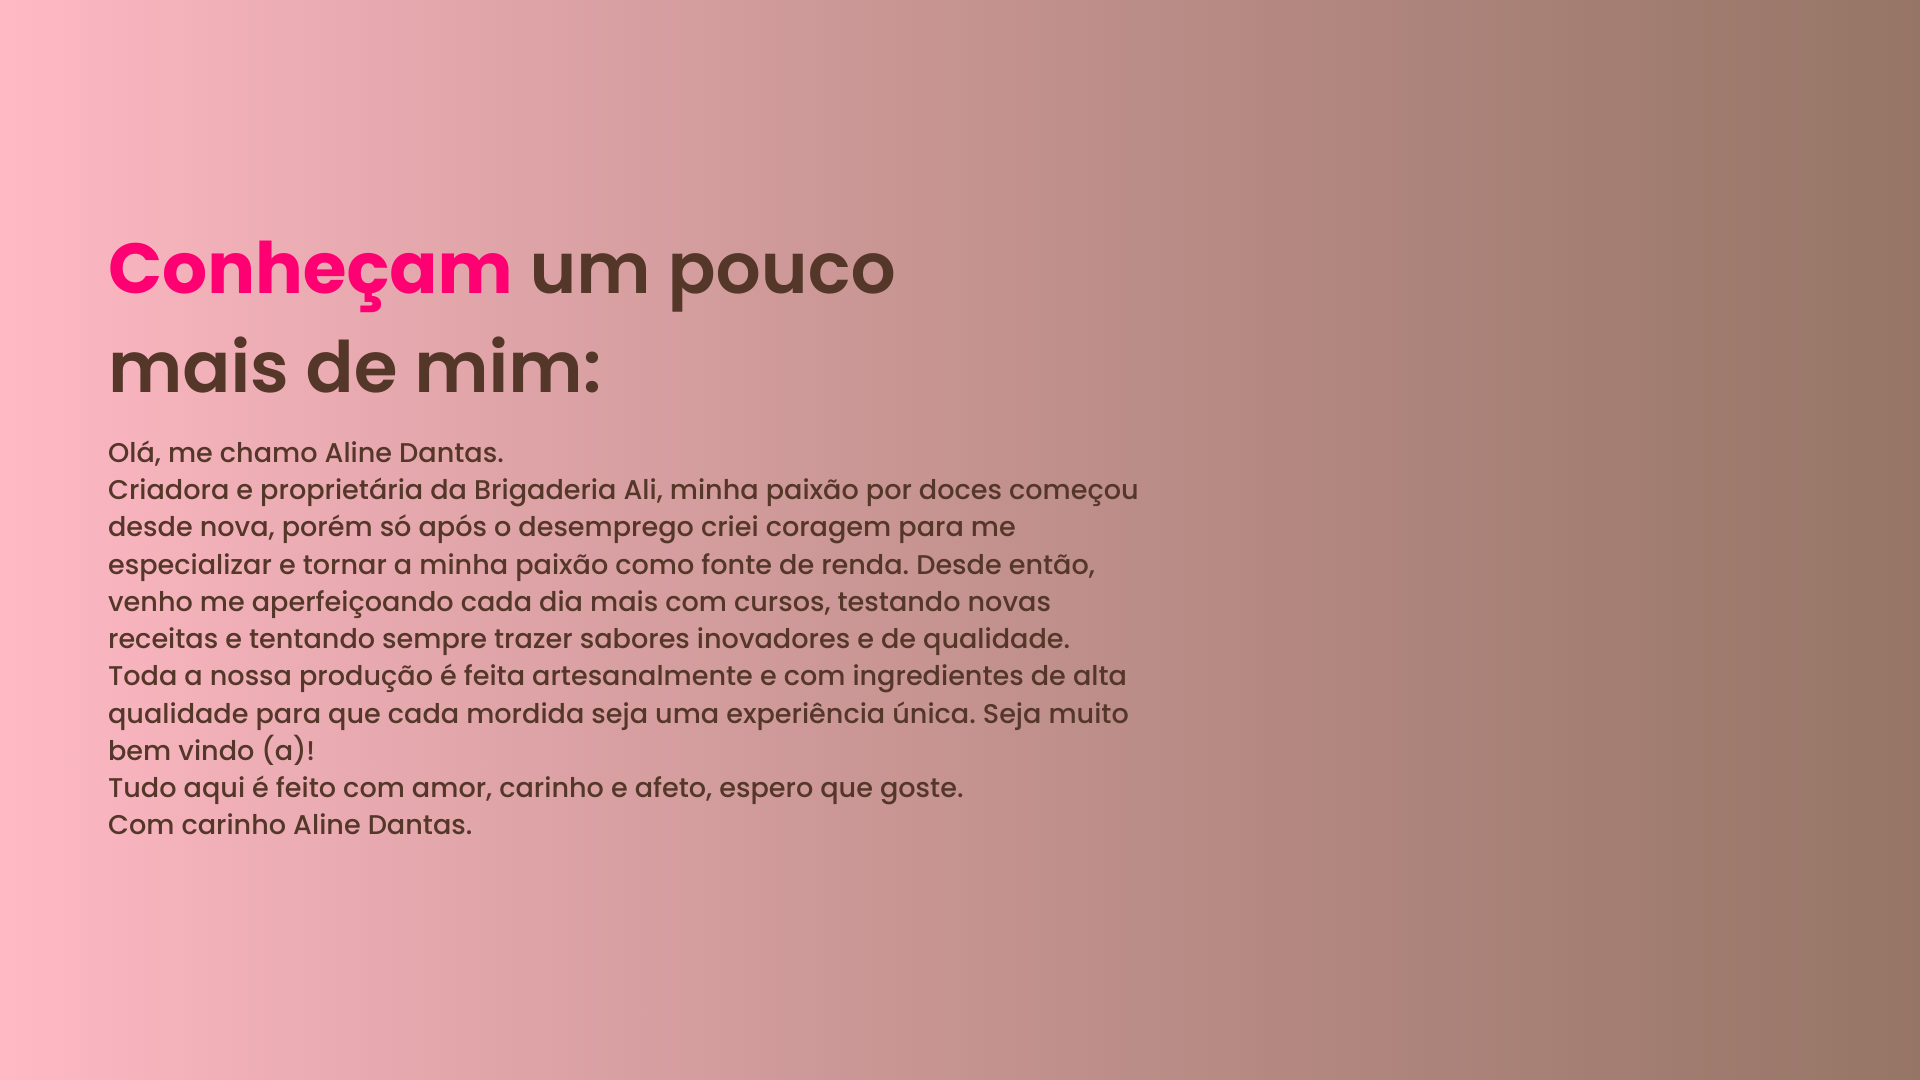 Conheçam um pouco
mais de mim:
Olá, me chamo Aline Dantas.
Criadora e proprietária da Brigaderia Ali, minha paixão por doces começou
desde nova, porém só após o desemprego criei coragem para me
especializar e tornar a minha paixão como fonte de renda. Desde então,
venho me aperfeiçoando cada dia mais com cursos, testando novas
receitas e tentando sempre trazer sabores inovadores e de qualidade.
Toda a nossa produção é feita artesanalmente e com ingredientes de alta
qualidade para que cada mordida seja uma experiência única. Seja muito
bem vindo (a)!
Tudo aqui é feito com amor, carinho e afeto, espero que goste.
Com carinho Aline Dantas.